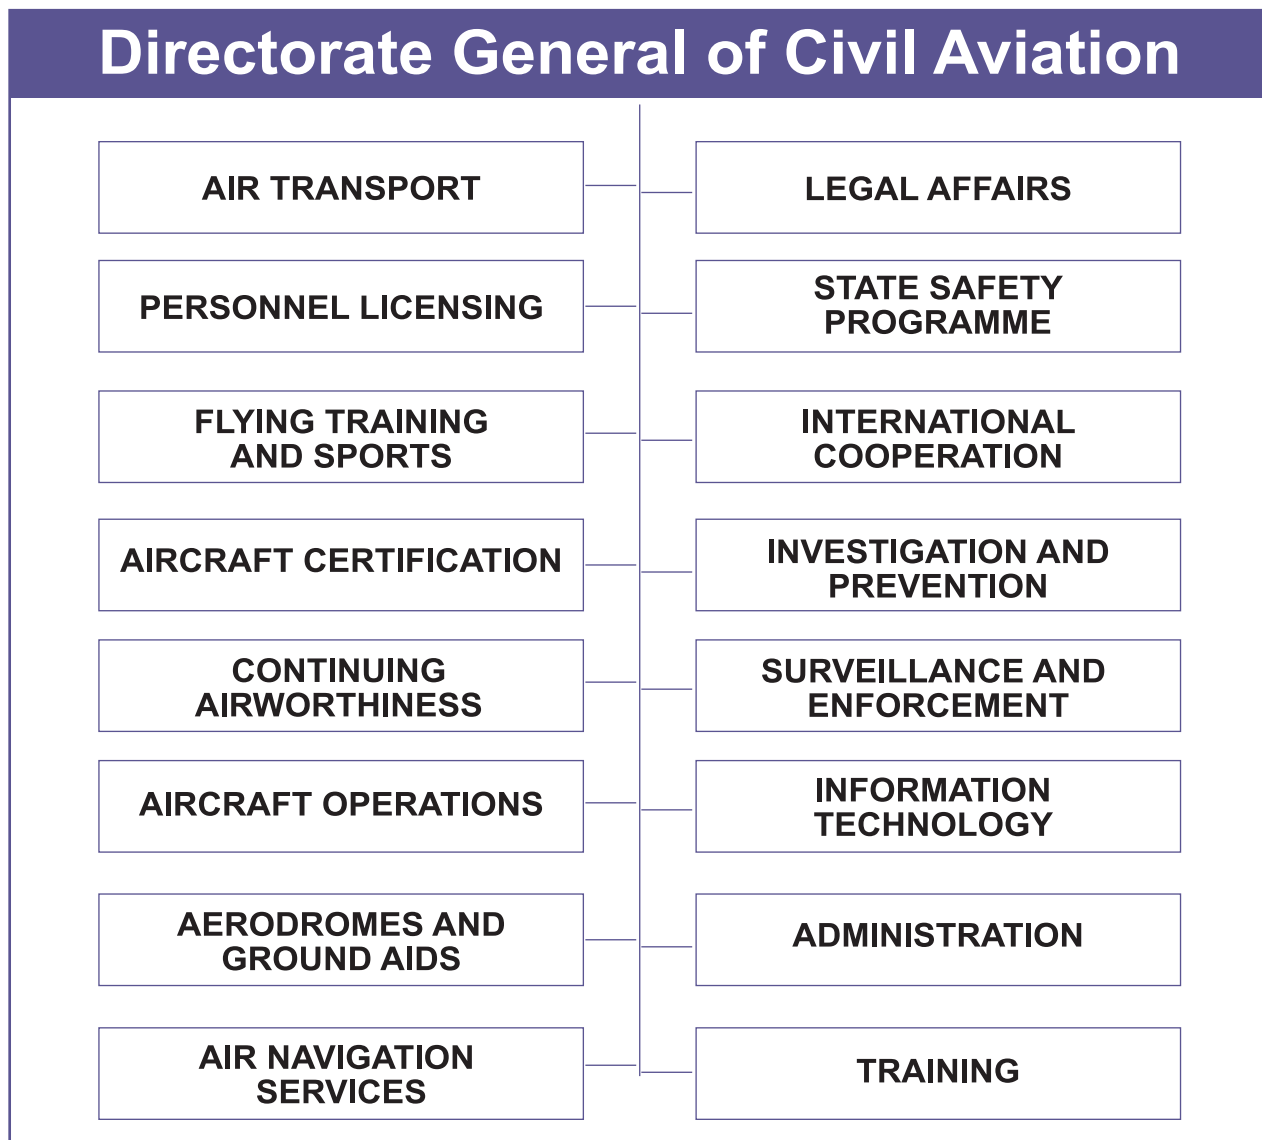 Directorate General of Civil Aviation
AIR TRANSPORT
LEGAL AFFAIRS
PERSONNEL LICENSING
STATE SAFETY
PROGRAMME
FLYING TRAINING
AND SPORTS
INTERNATIONAL
COOPERATION
AIRCRAFT CERTIFICATION
INVESTIGATION AND
PREVENTION
CONTINUING
AIRWORTHINESS
SURVEILLANCE AND
ENFORCEMENT
AIRCRAFT OPERATIONS
INFORMATION
TECHNOLOGY
AERODROMES AND
GROUND AIDS
ADMINISTRATION
AIR NAVIGATION
SERVICES
TRAINING